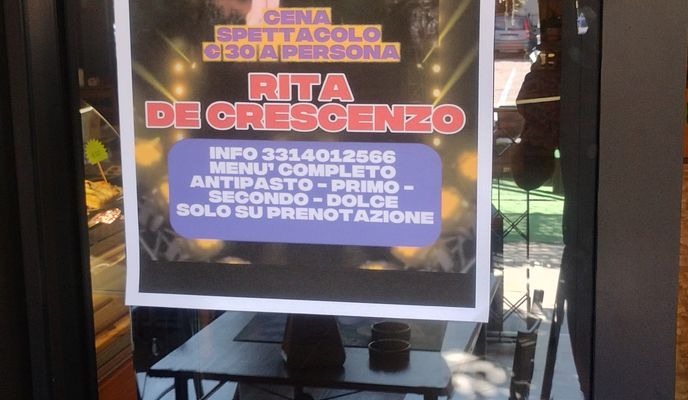 CENA
SPETTACOLO
€ 30 A PERSONA
RITA
DE CRESCENZO
INFO 3314012566
MENU' COMPLETO
ANTIPASTO - PRIMO -
SECONDO - DOLCE
SOLO SU PRENOTAZIONE